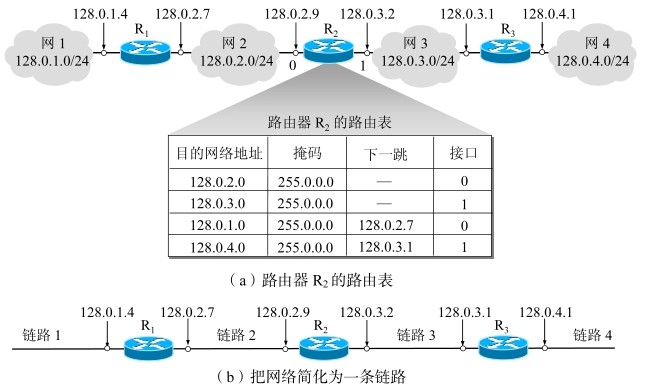 128.0.1.4 128.0.2.7 128.0.2.9 128.0.3.2 128.0.3.1 128.0.4.1
网 1 R1 网 2 R2 网 3 R3 网 4
128.0.1.0/24 128.0.2.0/24 0 1 128.0.3.0/24 128.0.4.0/24
路由器 R2 的路由表
目的网络地址 掩码 下一跳 接口
128.0.2.0 255.0.0.0 — 0
128.0.3.0 255.0.0.0 — 1
128.0.1.0 255.0.0.0 128.0.2.7 0
128.0.4.0 255.0.0.0 128.0.3.1 1
（a）路由器 R2 的路由表
128.0.1.4 128.0.2.7 128.0.2.9 128.0.3.2 128.0.3.1 128.0.4.1
链路 1 R1 链路 2 R2 链路 3 R3 链路 4
（b）把网络简化为一条链路